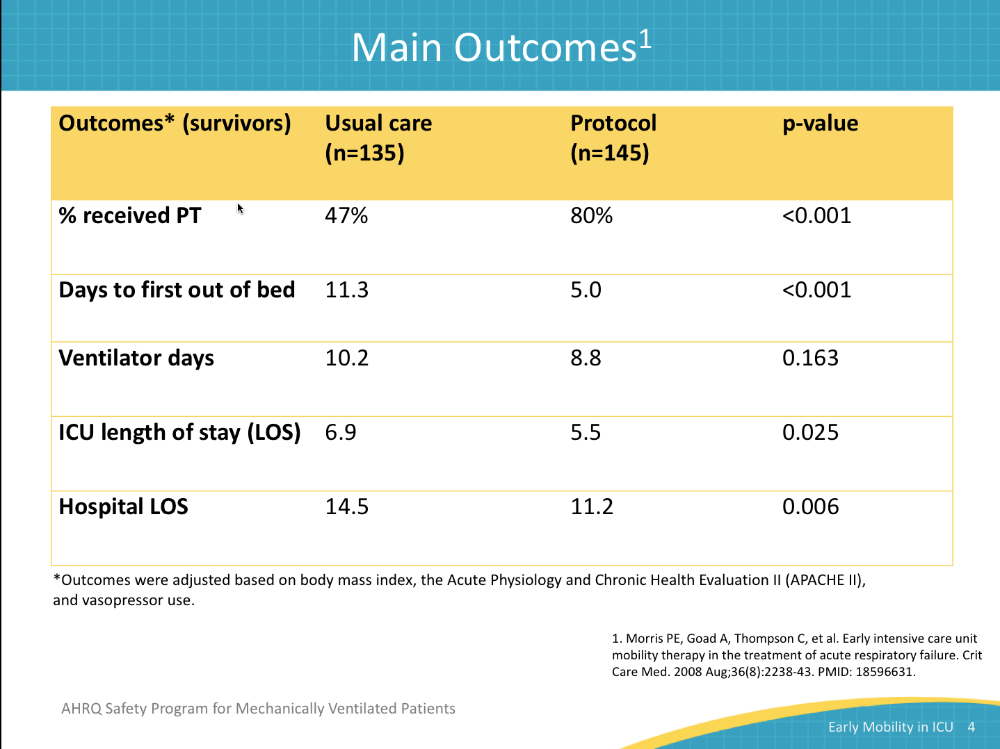 Main Outcomes1
Outcomes* (survivors) Usual care (n=135) Protocol (n=145) p-value
% received PT 47% 80% <0.001
Days to first out of bed 11.3 5.0 <0.001
Ventilator days 10.2 8.8 0.163
ICU length of stay (LOS) 6.9 5.5 0.025
Hospital LOS 14.5 11.2 0.006
*Outcomes were adjusted based on body mass index, the Acute Physiology and Chronic Health Evaluation II (APACHE II),
and vasopressor use.
1. Morris PE, Goad A, Thompson C, et al. Early intensive care unit
mobility therapy in the treatment of acute respiratory failure. Crit
Care Med. 2008 Aug;36(8):2238-43. PMID: 18596631.
AHRQ Safety Program for Mechanically Ventilated Patients
Early Mobility in ICU 4